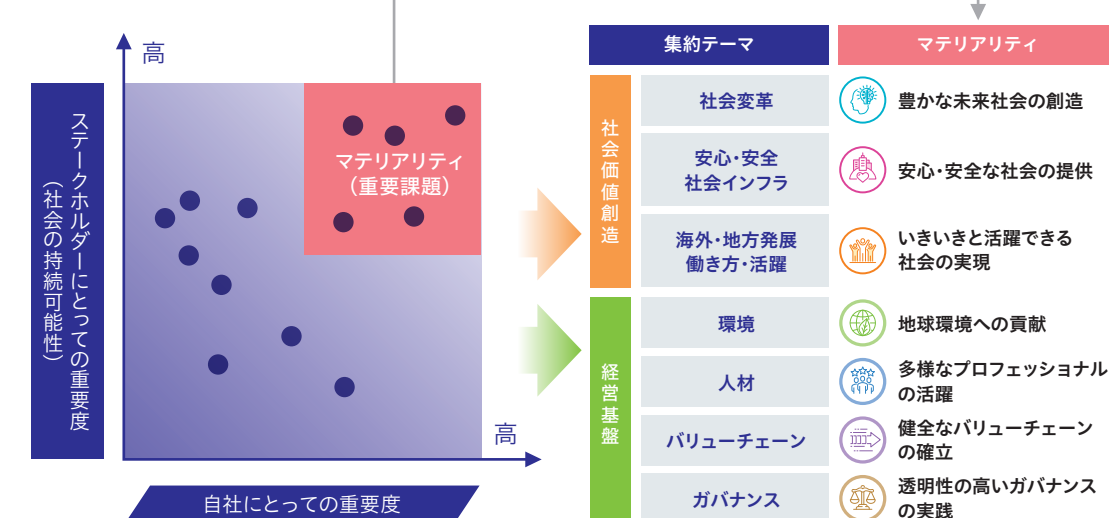 高
ステークホルダーにとっての重要度
（社会の持続可能性）
マテリアリティ
（重要課題）
高
自社にとっての重要度
集約テーマ
マテリアリティ
社会価値創造
社会変革
豊かな未来社会の創造
安心・安全
社会インフラ
安心・安全な社会の提供
海外・地方発展
働き方・活躍
いきいきと活躍できる
社会の実現
経営基盤
環境
地球環境への貢献
人材
多様なプロフェッショナル
の活躍
バリューチェーン
健全なバリューチェーン
の確立
ガバナンス
透明性の高いガバナンス
の実践